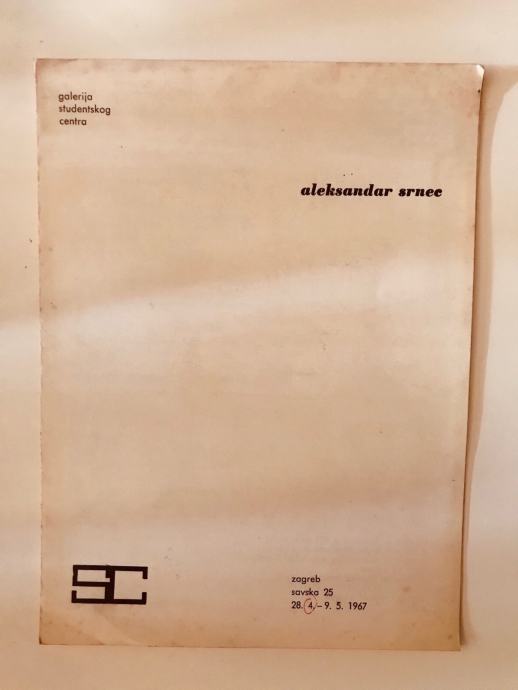 galerija
studentskog
centra
aleksandar srnec
SC
zagreb
savska 25
28. 4. – 9. 5. 1967